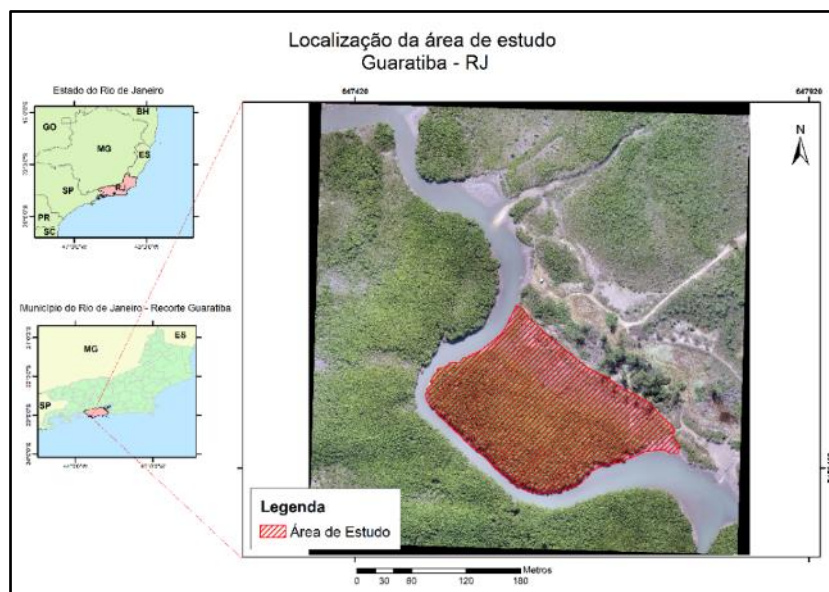 Localização da área de estudo
Guaratiba - RJ
Estado do Rio de Janeiro
BH
GO
MG
ES
SP
RJ
PR
SC
Município do Rio de Janeiro - Recorte Guaratiba
ES
MG
SP
647420
647920
N
Legenda
Área de Estudo
Metros
0 30 60 120 180